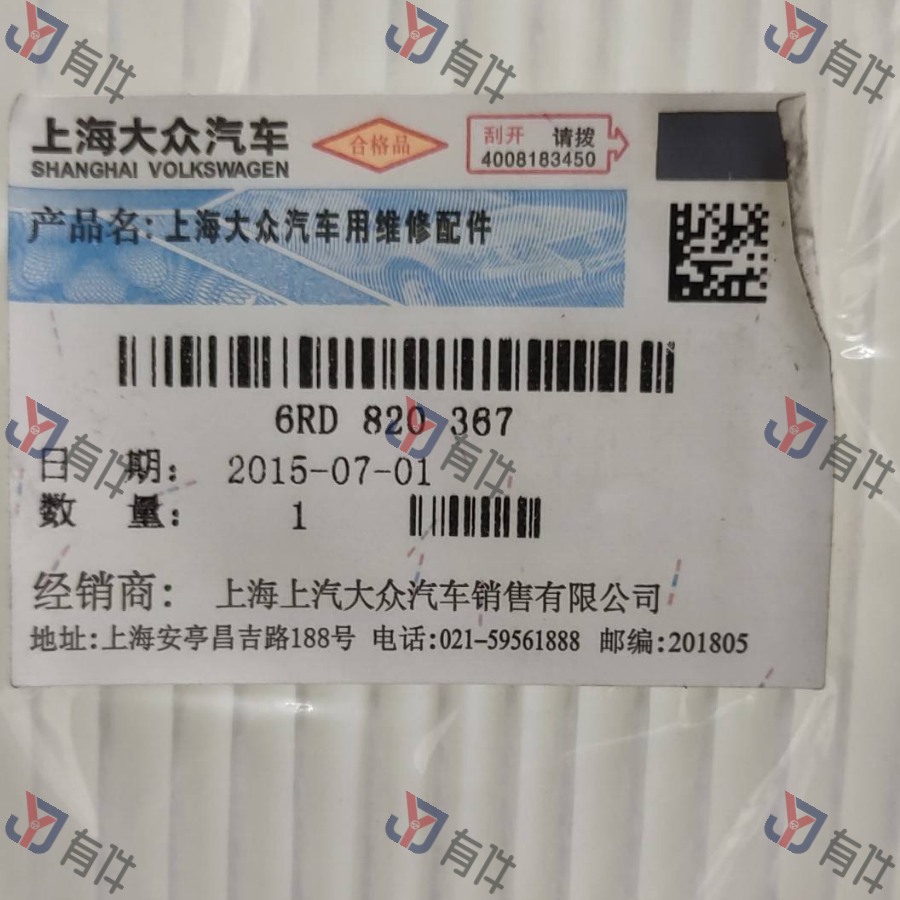 有件 有件 有件
上海大众汽车
SHANGHAI VOLKSWAGEN
合格品
刮开 请拨
4008183450
产品名: 上海大众汽车用维修配件
6RD 820 367
日 期: 2015-07-01
有件 有件 有件
数 量: 1
经销商: 上海上汽大众汽车销售有限公司
地址:上海安亭昌吉路188号 电话:021-59561888 邮编:201805
有件 有件 有件